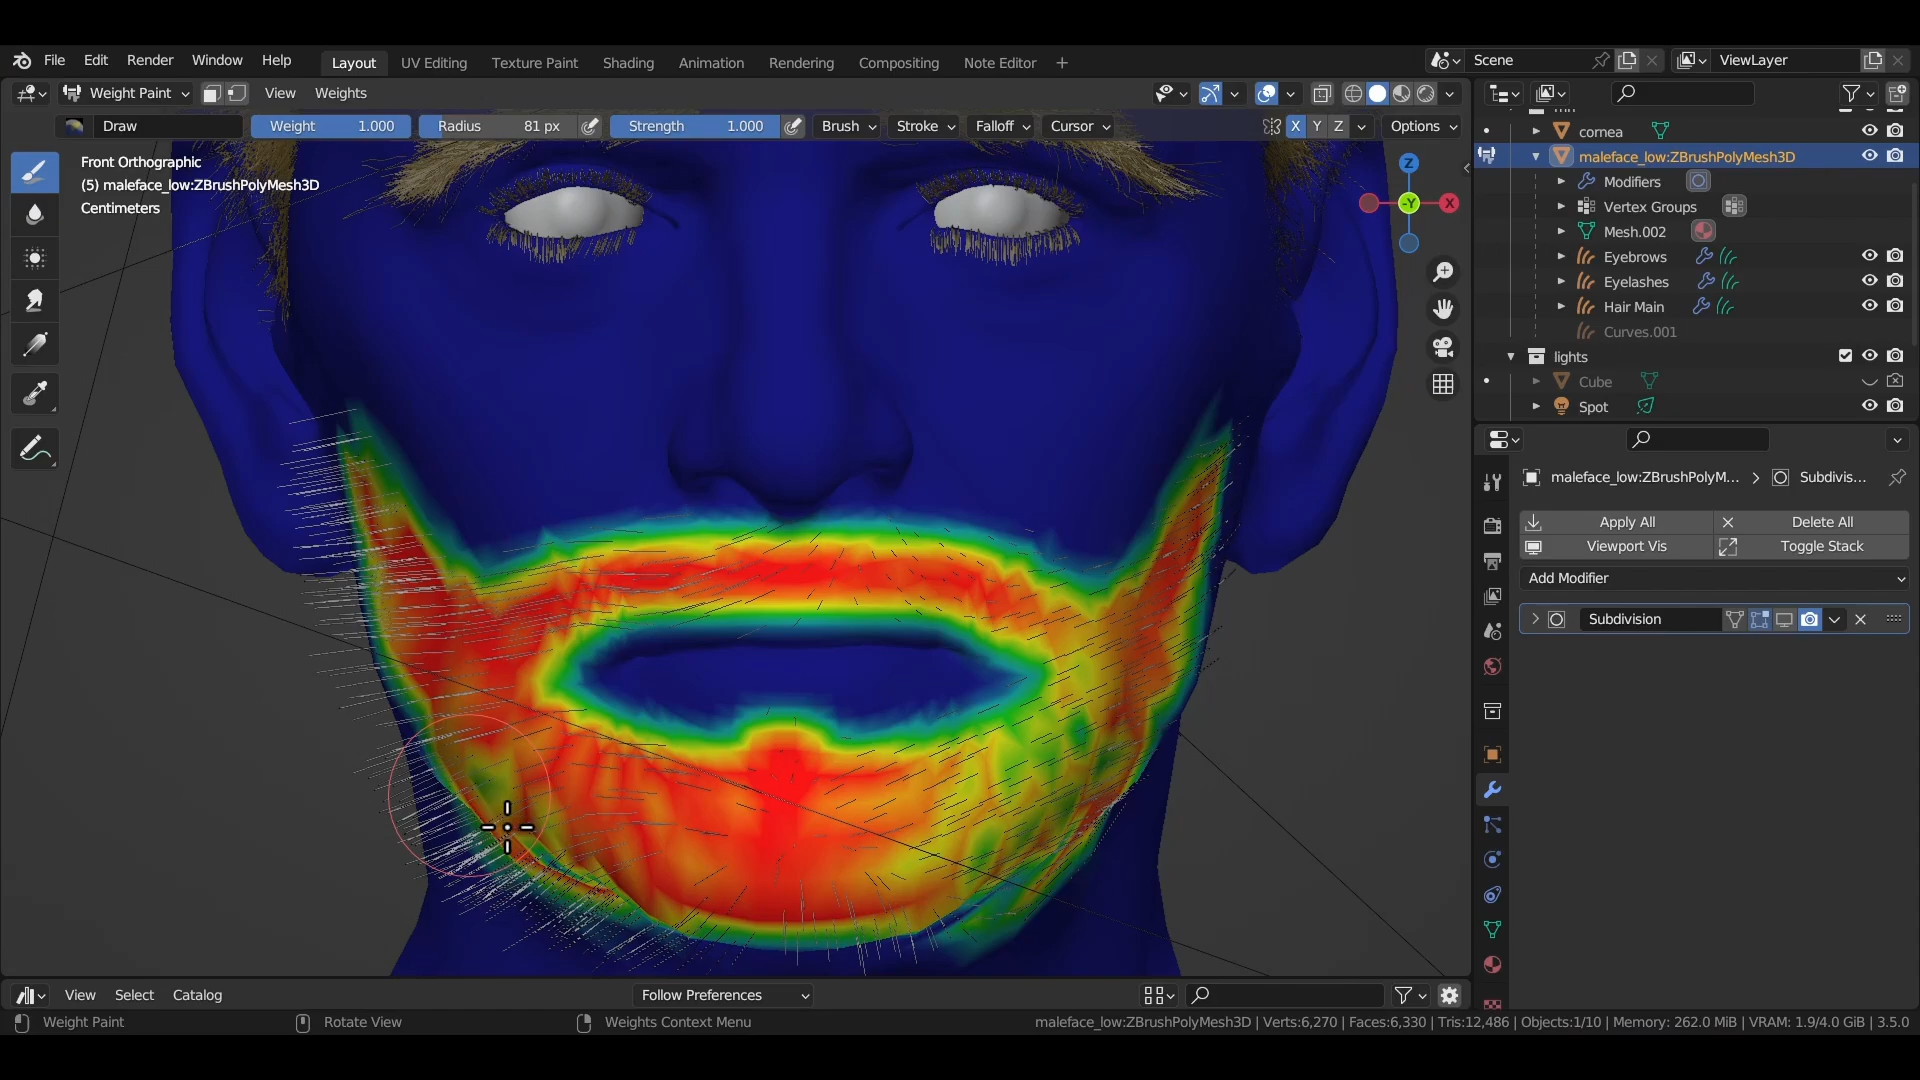 File Edit Render Window Help Layout UV Editing Texture Paint Shading Animation Rendering Compositing Note Editor + Scene ViewLayer
Weight Paint View Weights
Draw Weight 1.000 Radius 81 px Strength 1.000 Brush Stroke Falloff Cursor X Y Z Options
Front Orthographic
(5) maleface_low:ZBrushPolyMesh3D
Centimeters
Z
X
-Y
cornea
maleface_low:ZBrushPolyMesh3D
Modifiers
Vertex Groups
Mesh.002
Eyebrows
Eyelashes
Hair Main
Curves.001
lights
Cube
Spot
maleface_low:ZBrushPolyM... > Subdivis...
Apply All Delete All
Viewport Vis Toggle Stack
Add Modifier
Subdivision
View Select Catalog Follow Preferences
Weight Paint Rotate View Weights Context Menu maleface_low:ZBrushPolyMesh3D | Verts:6,270 | Faces:6,330 | Tris:12,486 | Objects:1/10 | Memory: 262.0 MiB | VRAM: 1.9/4.0 GiB | 3.5.0